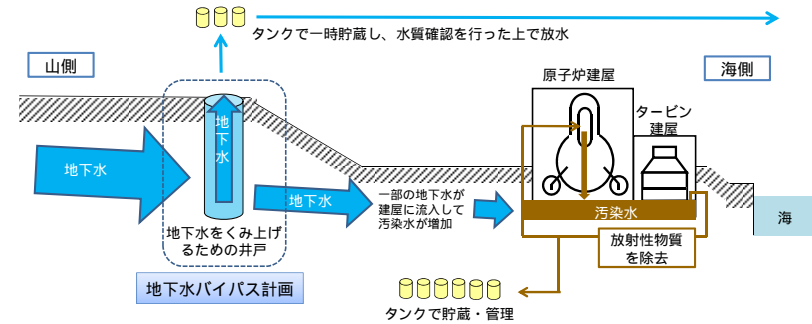 タンクで一時貯蔵し、水質確認を行った上で放水
山側
海側
原子炉建屋
タービン
建屋
地下水
地下水
地下水
一部の地下水が
建屋に流入して
汚染水が増加
汚染水
海
地下水をくみ上げ
るための井戸
放射性物質
を除去
地下水バイパス計画
タンクで貯蔵・管理